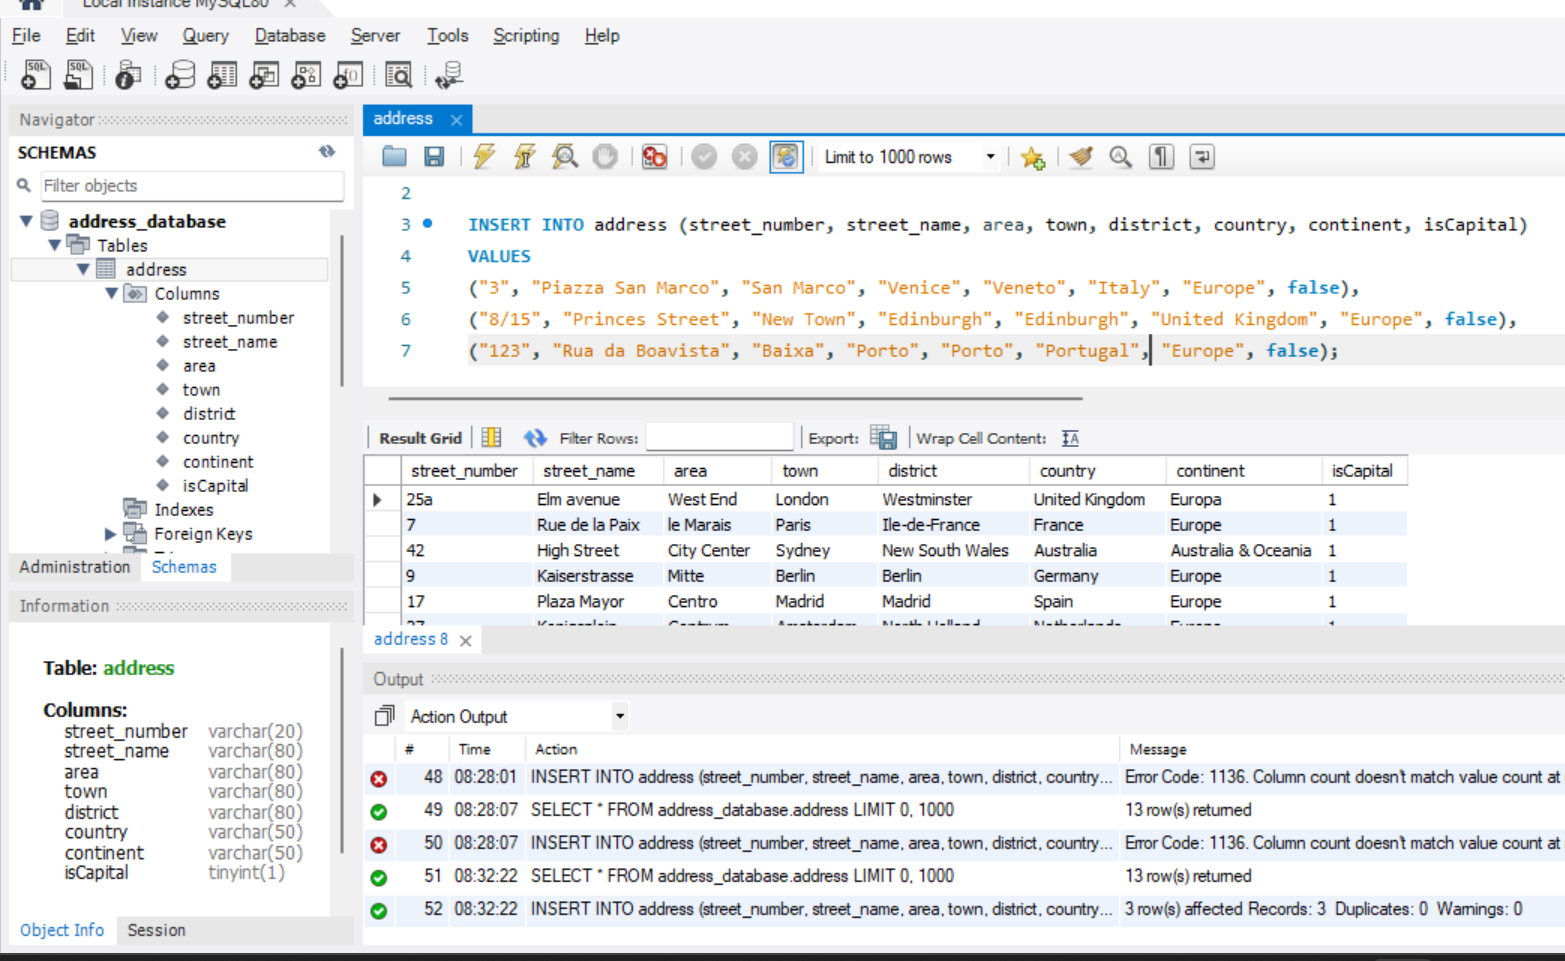 Local instance MySQL80
File Edit View Query Database Server Tools Scripting Help
Navigator
SCHEMAS
Filter objects
address_database
Tables
address
Columns
street_number
street_name
area
town
district
country
continent
isCapital
Indexes
Foreign Keys
Administration Schemas
Information
Table: address
Columns:
street_number varchar(20)
street_name varchar(80)
area varchar(80)
town varchar(80)
district varchar(80)
country varchar(50)
continent varchar(50)
isCapital tinyint(1)
Object Info Session
address
Limit to 1000 rows
2
3 INSERT INTO address (street_number, street_name, area, town, district, country, continent, isCapital)
4 VALUES
5 ("3", "Piazza San Marco", "San Marco", "Venice", "Veneto", "Italy", "Europe", false),
6 ("8/15", "Princes Street", "New Town", "Edinburgh", "Edinburgh", "United Kingdom", "Europe", false),
7 ("123", "Rua da Boavista", "Baixa", "Porto", "Porto", "Portugal", "Europe", false);
Result Grid Filter Rows: Export: Wrap Cell Content:
street_number street_name area town district country continent isCapital
25a Elm avenue West End London Westminster United Kingdom Europa 1
7 Rue de la Paix le Marais Paris Ile-de-France France Europe 1
42 High Street City Center Sydney New South Wales Australia Australia & Oceania 1
9 Kaiserstrasse Mitte Berlin Berlin Germany Europe 1
17 Plaza Mayor Centro Madrid Madrid Spain Europe 1
address 8
Output
Action Output
# Time Action Message
48 08:28:01 INSERT INTO address (street_number, street_name, area, town, district, country... Error Code: 1136. Column count doesn't match value count at
49 08:28:07 SELECT * FROM address_database.address LIMIT 0, 1000 13 row(s) returned
50 08:28:07 INSERT INTO address (street_number, street_name, area, town, district, country... Error Code: 1136. Column count doesn't match value count at
51 08:32:22 SELECT * FROM address_database.address LIMIT 0, 1000 13 row(s) returned
52 08:32:22 INSERT INTO address (street_number, street_name, area, town, district, country... 3 row(s) affected Records: 3 Duplicates: 0 Warnings: 0